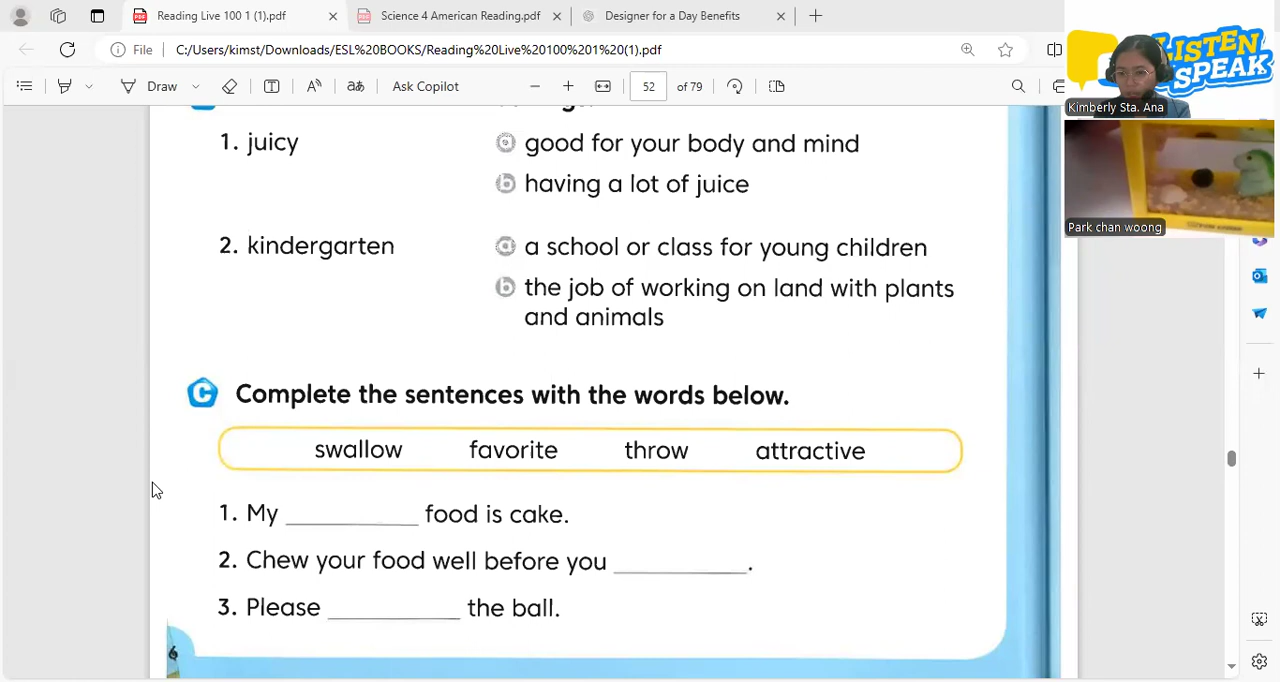 Reading Live 100 1 (1).pdf
Science 4 American Reading.pdf
Designer for a Day Benefits
File
C:/Users/kimst/Downloads/ESL%20BOOKS/Reading%20Live%20100%201%20(1).pdf
Draw
aあ
Ask Copilot
52
of 79
LISTEN
SPEAK
Kimberly Sta. Ana
Park chan woong
1. juicy
a good for your body and mind
b having a lot of juice
2. kindergarten
a a school or class for young children
b the job of working on land with plants
and animals
C Complete the sentences with the words below.
swallow favorite throw attractive
1. My __________ food is cake.
2. Chew your food well before you __________.
3. Please __________ the ball.
6